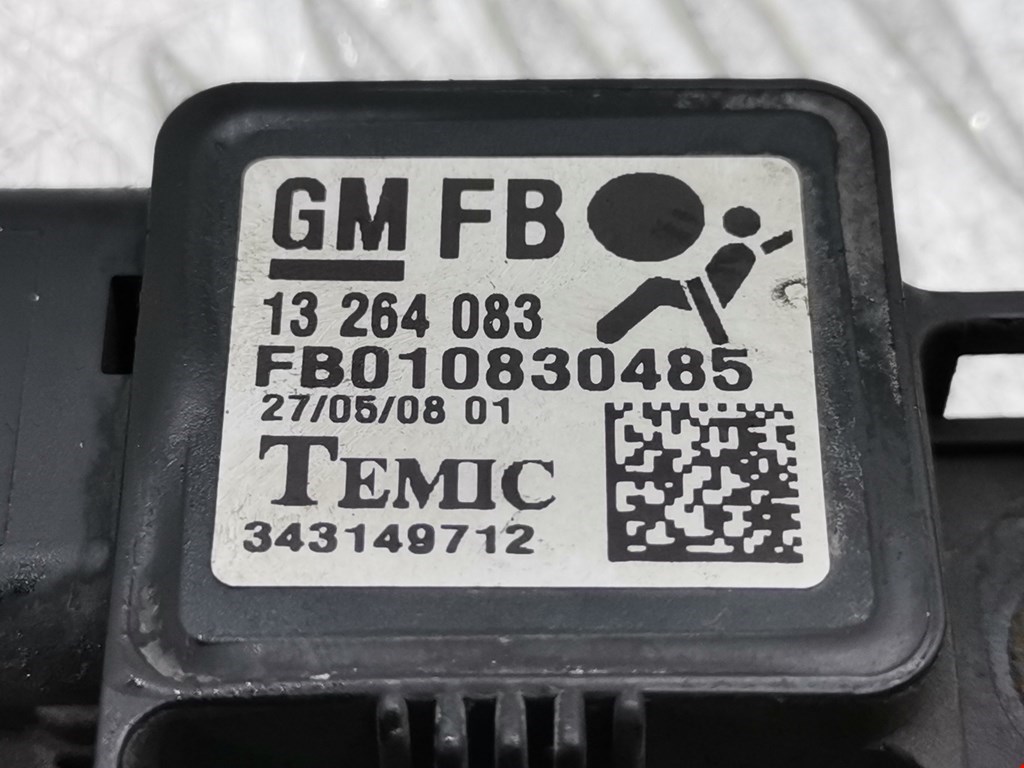 GM FB
13 264 083
FB010830485
27/05/08 01
TEMIC
343149712